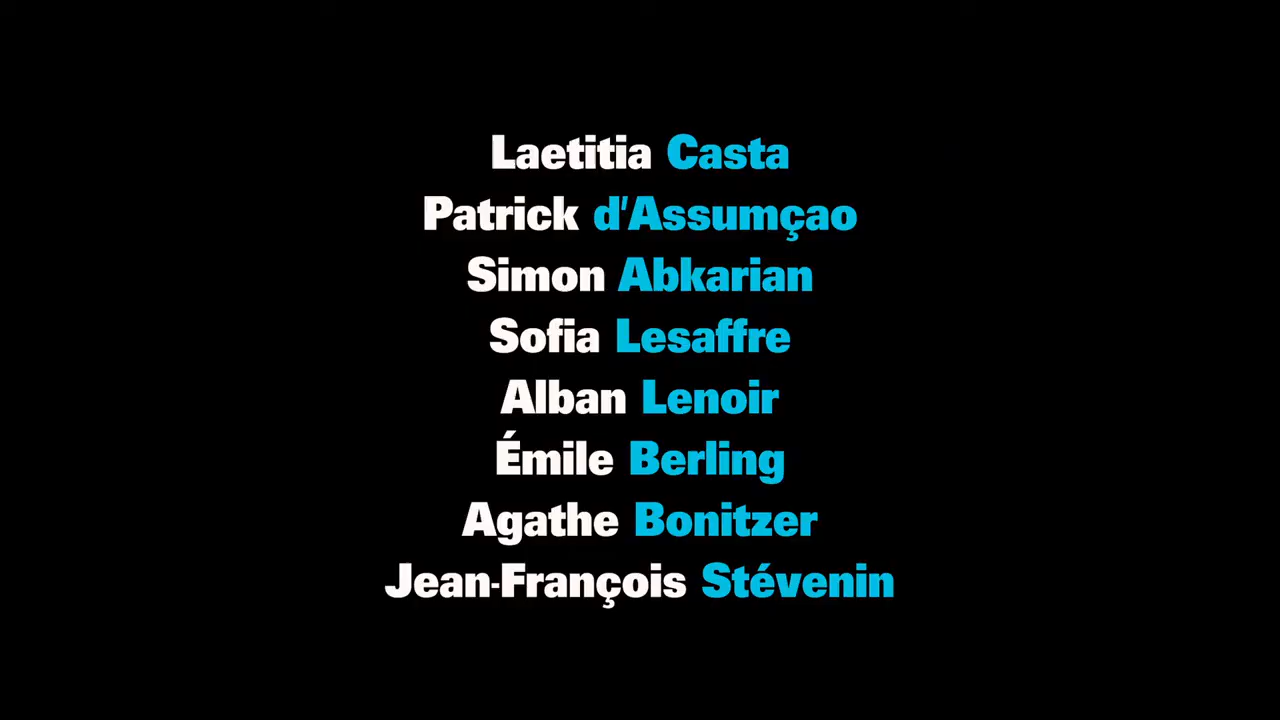 Laetitia Casta
Patrick d'Assumçao
Simon Abkarian
Sofia Lesaffre
Alban Lenoir
Émile Berling
Agathe Bonitzer
Jean-François Stévenin